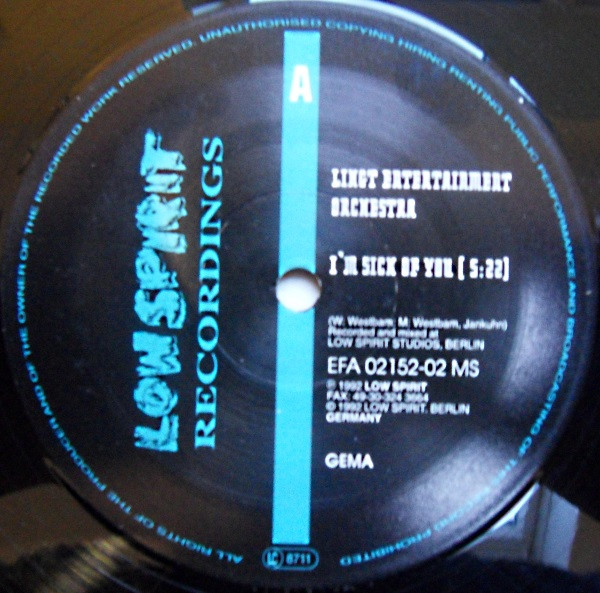 ALL RIGHTS OF THE PRODUCER AND OF THE OWNER OF THE RECORDED WORK RESERVED. UNAUTHORISED COPYING HIRING RENTING PUBLIC PERFORMANCE AND BROADCASTING OF THIS RECORD PROHIBITED
A
LOW SPIRIT
RECORDINGS
LINGT ENTERTAINMENT
ORCHESTRA
I'M SICK OF YOU ( 5:22)
(W: Westbam; M: Westbam, Jankuhn)
Recorded and mixed at
LOW SPIRIT STUDIOS, BERLIN
EFA 02152-02 MS
℗ 1992 LOW SPIRIT
FAX: 49-30-324 3664
© 1992 LOW SPIRIT. BERLIN
GERMANY
GEMA
LC 6711